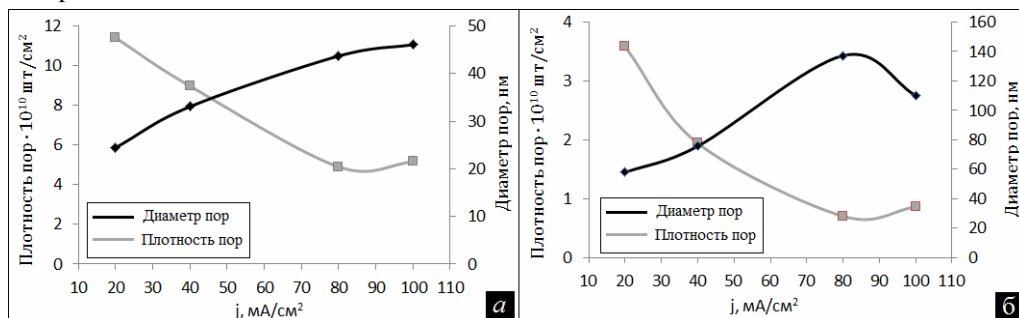 Плотность пор · 10¹⁰ шт/см²
12
10
8
6
4
2
0
50
40
30
20
10
0
Диаметр пор, нм
Диаметр пор
Плотность пор
10 20 30 40 50 60 70 80 90 100 110
j, мА/см²
а
Плотность пор · 10¹⁰ шт/см²
4
3
2
1
0
160
140
120
100
80
60
40
20
0
Диаметр пор, нм
Диаметр пор
Плотность пор
10 20 30 40 50 60 70 80 90 100 110
j, мА/см²
б